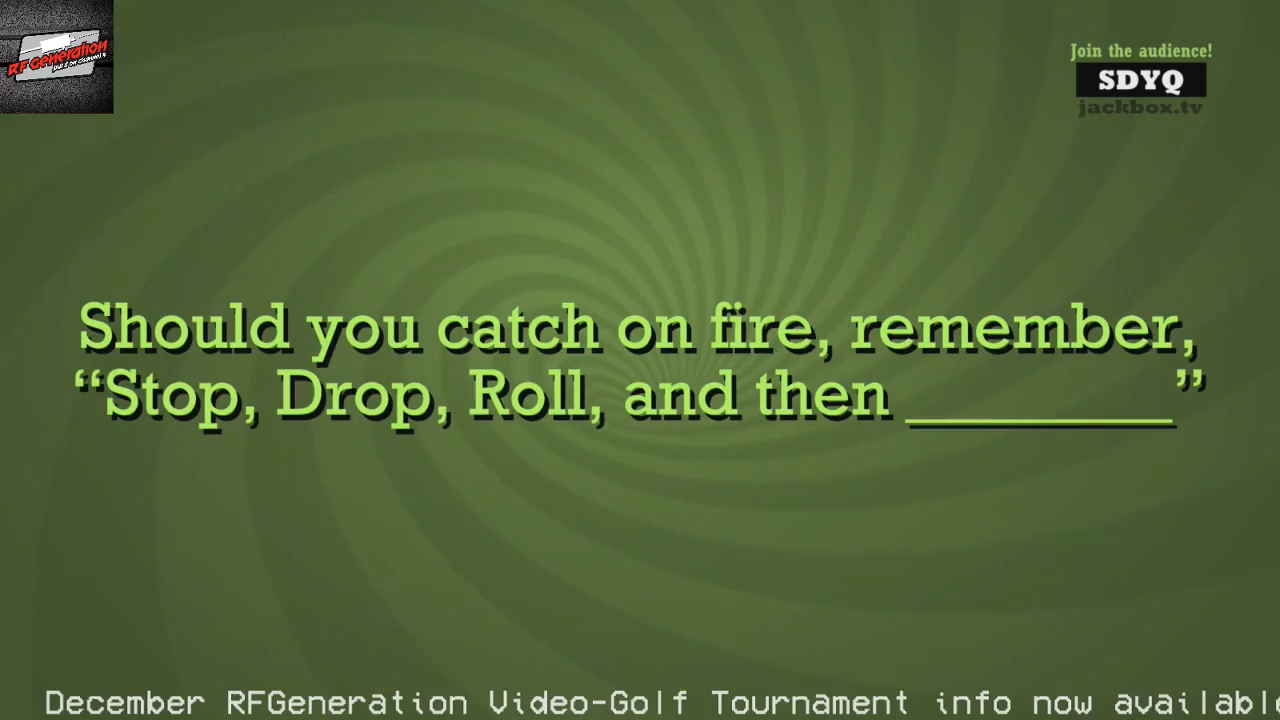 RF Generation
Join the audience!
SDYQ
jackbox.tv
Should you catch on fire, remember,
“Stop, Drop, Roll, and then ________”
December RFGeneration Video-Golf Tournament info now available